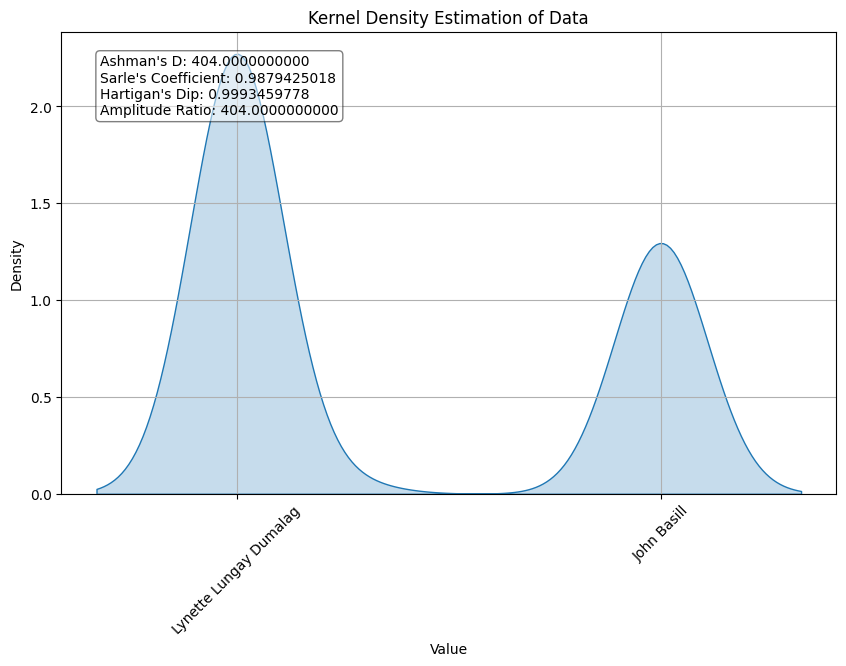 Kernel Density Estimation of Data
Ashman's D: 404.0000000000
Sarle's Coefficient: 0.9879425018
Hartigan's Dip: 0.9993459778
Amplitude Ratio: 404.0000000000
Density
2.0
1.5
1.0
0.5
0.0
Lynette Lungay Dumalag
John Basill
Value